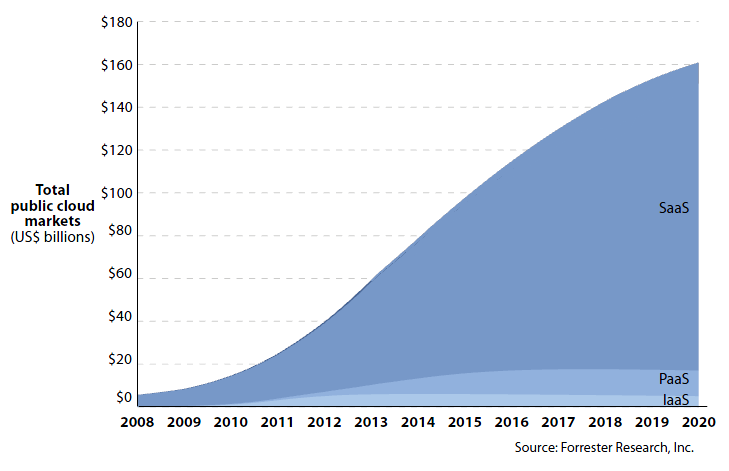 $180
$160
$140
$120
$100
$80
$60
$40
$20
$0
Total
public cloud
markets
(US$ billions)
SaaS
PaaS
IaaS
2008 2009 2010 2011 2012 2013 2014 2015 2016 2017 2018 2019 2020
Source: Forrester Research, Inc.